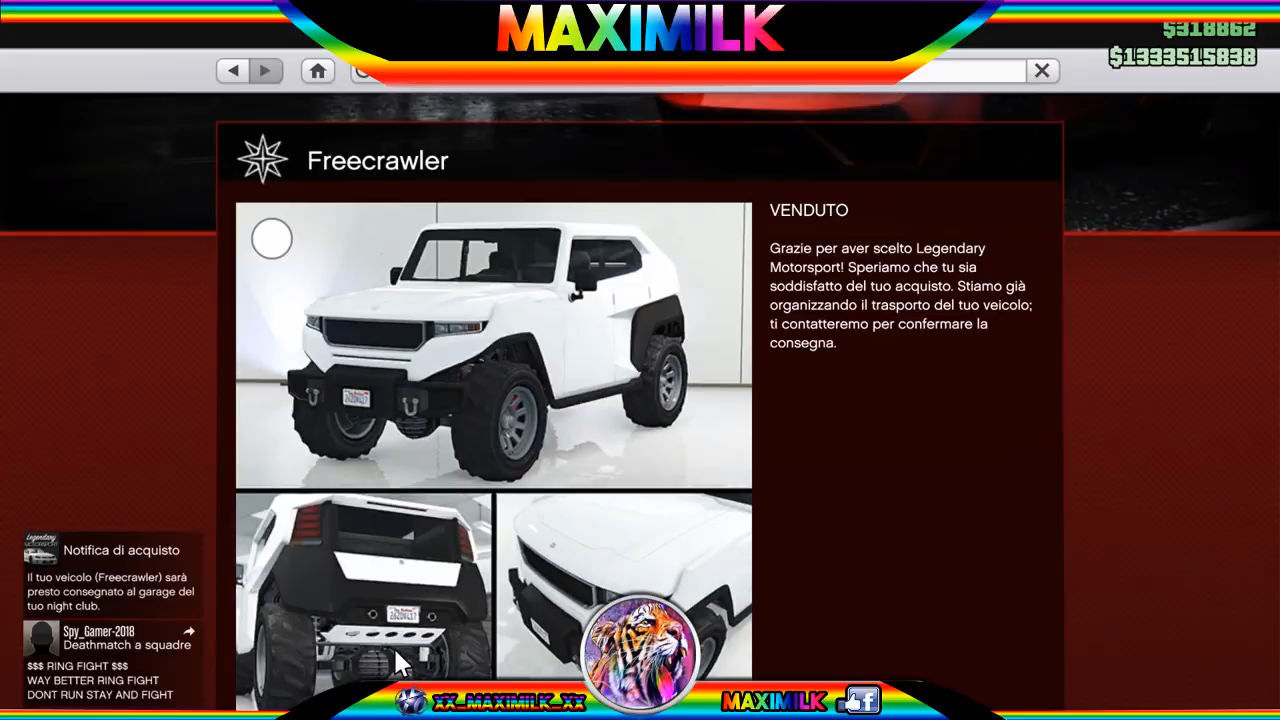 MAXIMILK
$318862
$1333515838
Freecrawler
VENDUTO
Grazie per aver scelto Legendary
Motorsport! Speriamo che tu sia
soddisfatto del tuo acquisto. Stiamo già
organizzando il trasporto del tuo veicolo;
ti contatteremo per confermare la
consegna.
Legendary
MOTORSPORT
Notifica di acquisto
Il tuo veicolo (Freecrawler) sarà
presto consegnato al garage del
tuo night club.
Spy_Gamer-2018
Deathmatch a squadre
$$$ RING FIGHT $$$
WAY BETTER RING FIGHT
DONT RUN STAY AND FIGHT
XX_MAXIMILK_XX
MAXIMILK
f